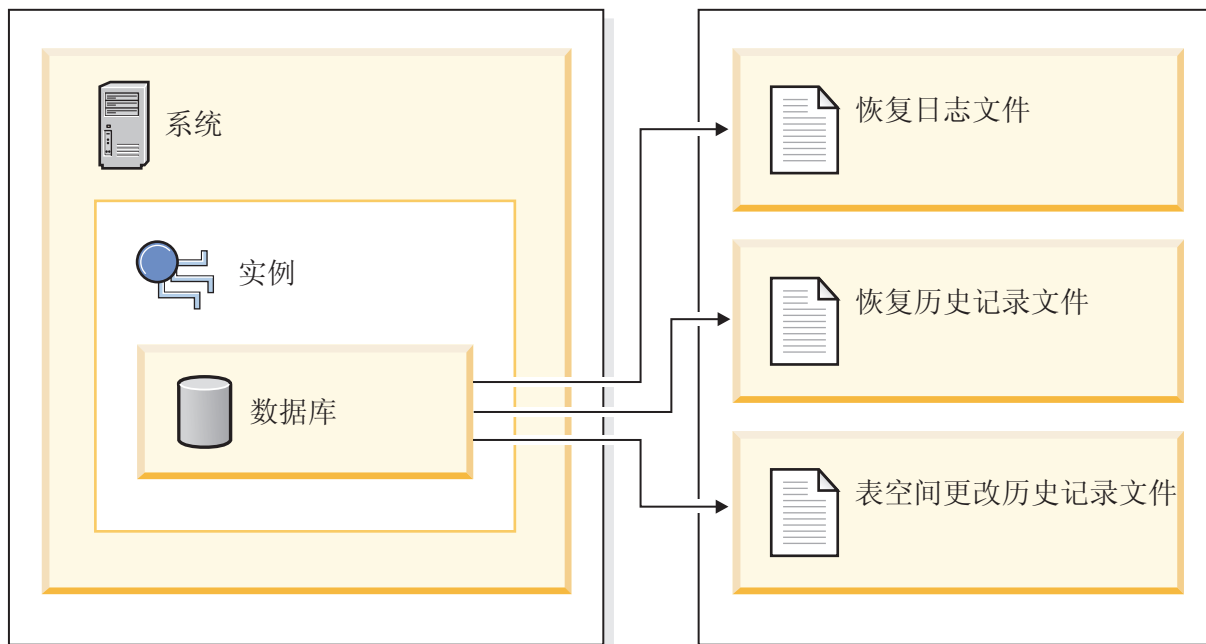 系统
实例
数据库
恢复日志文件
恢复历史记录文件
表空间更改历史记录文件